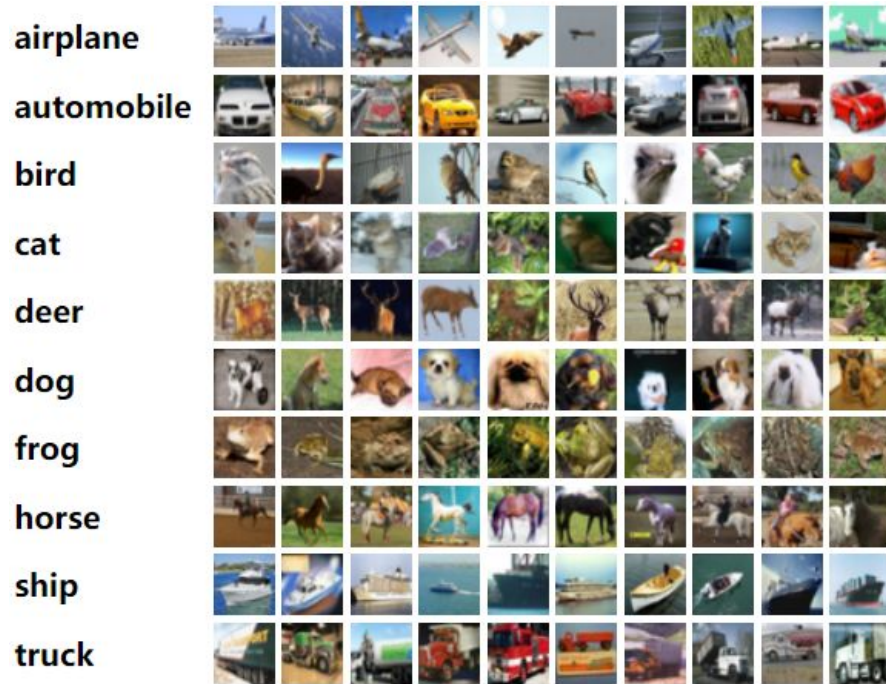 airplane
automobile
bird
cat
deer
dog
frog
horse
ship
truck